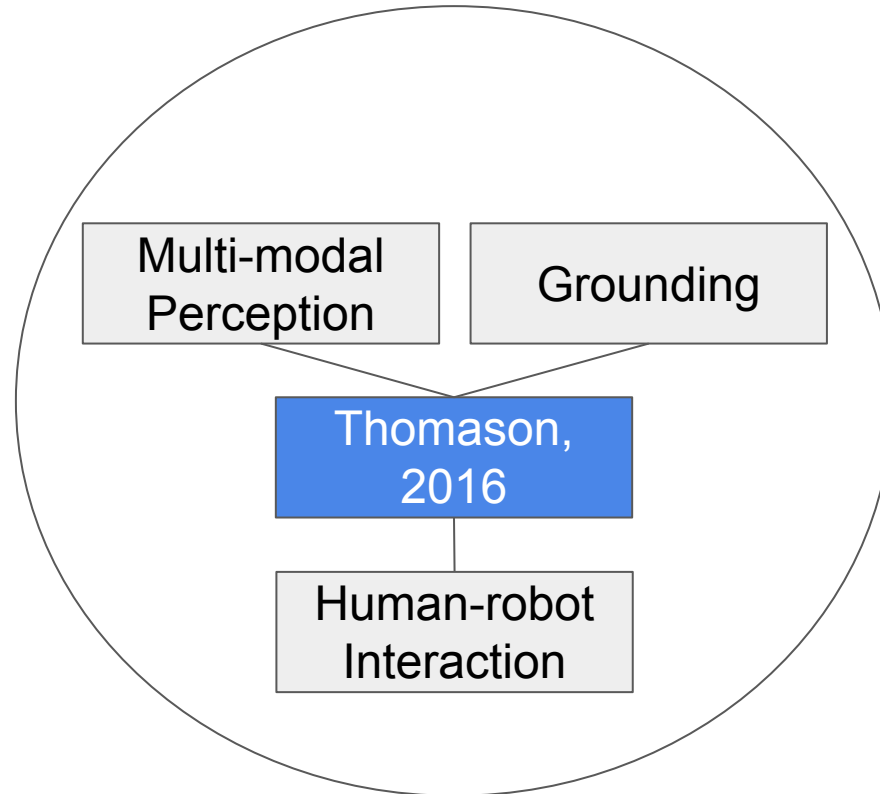 Multi-modal
Perception
Grounding
Thomason,
2016
Human-robot
Interaction